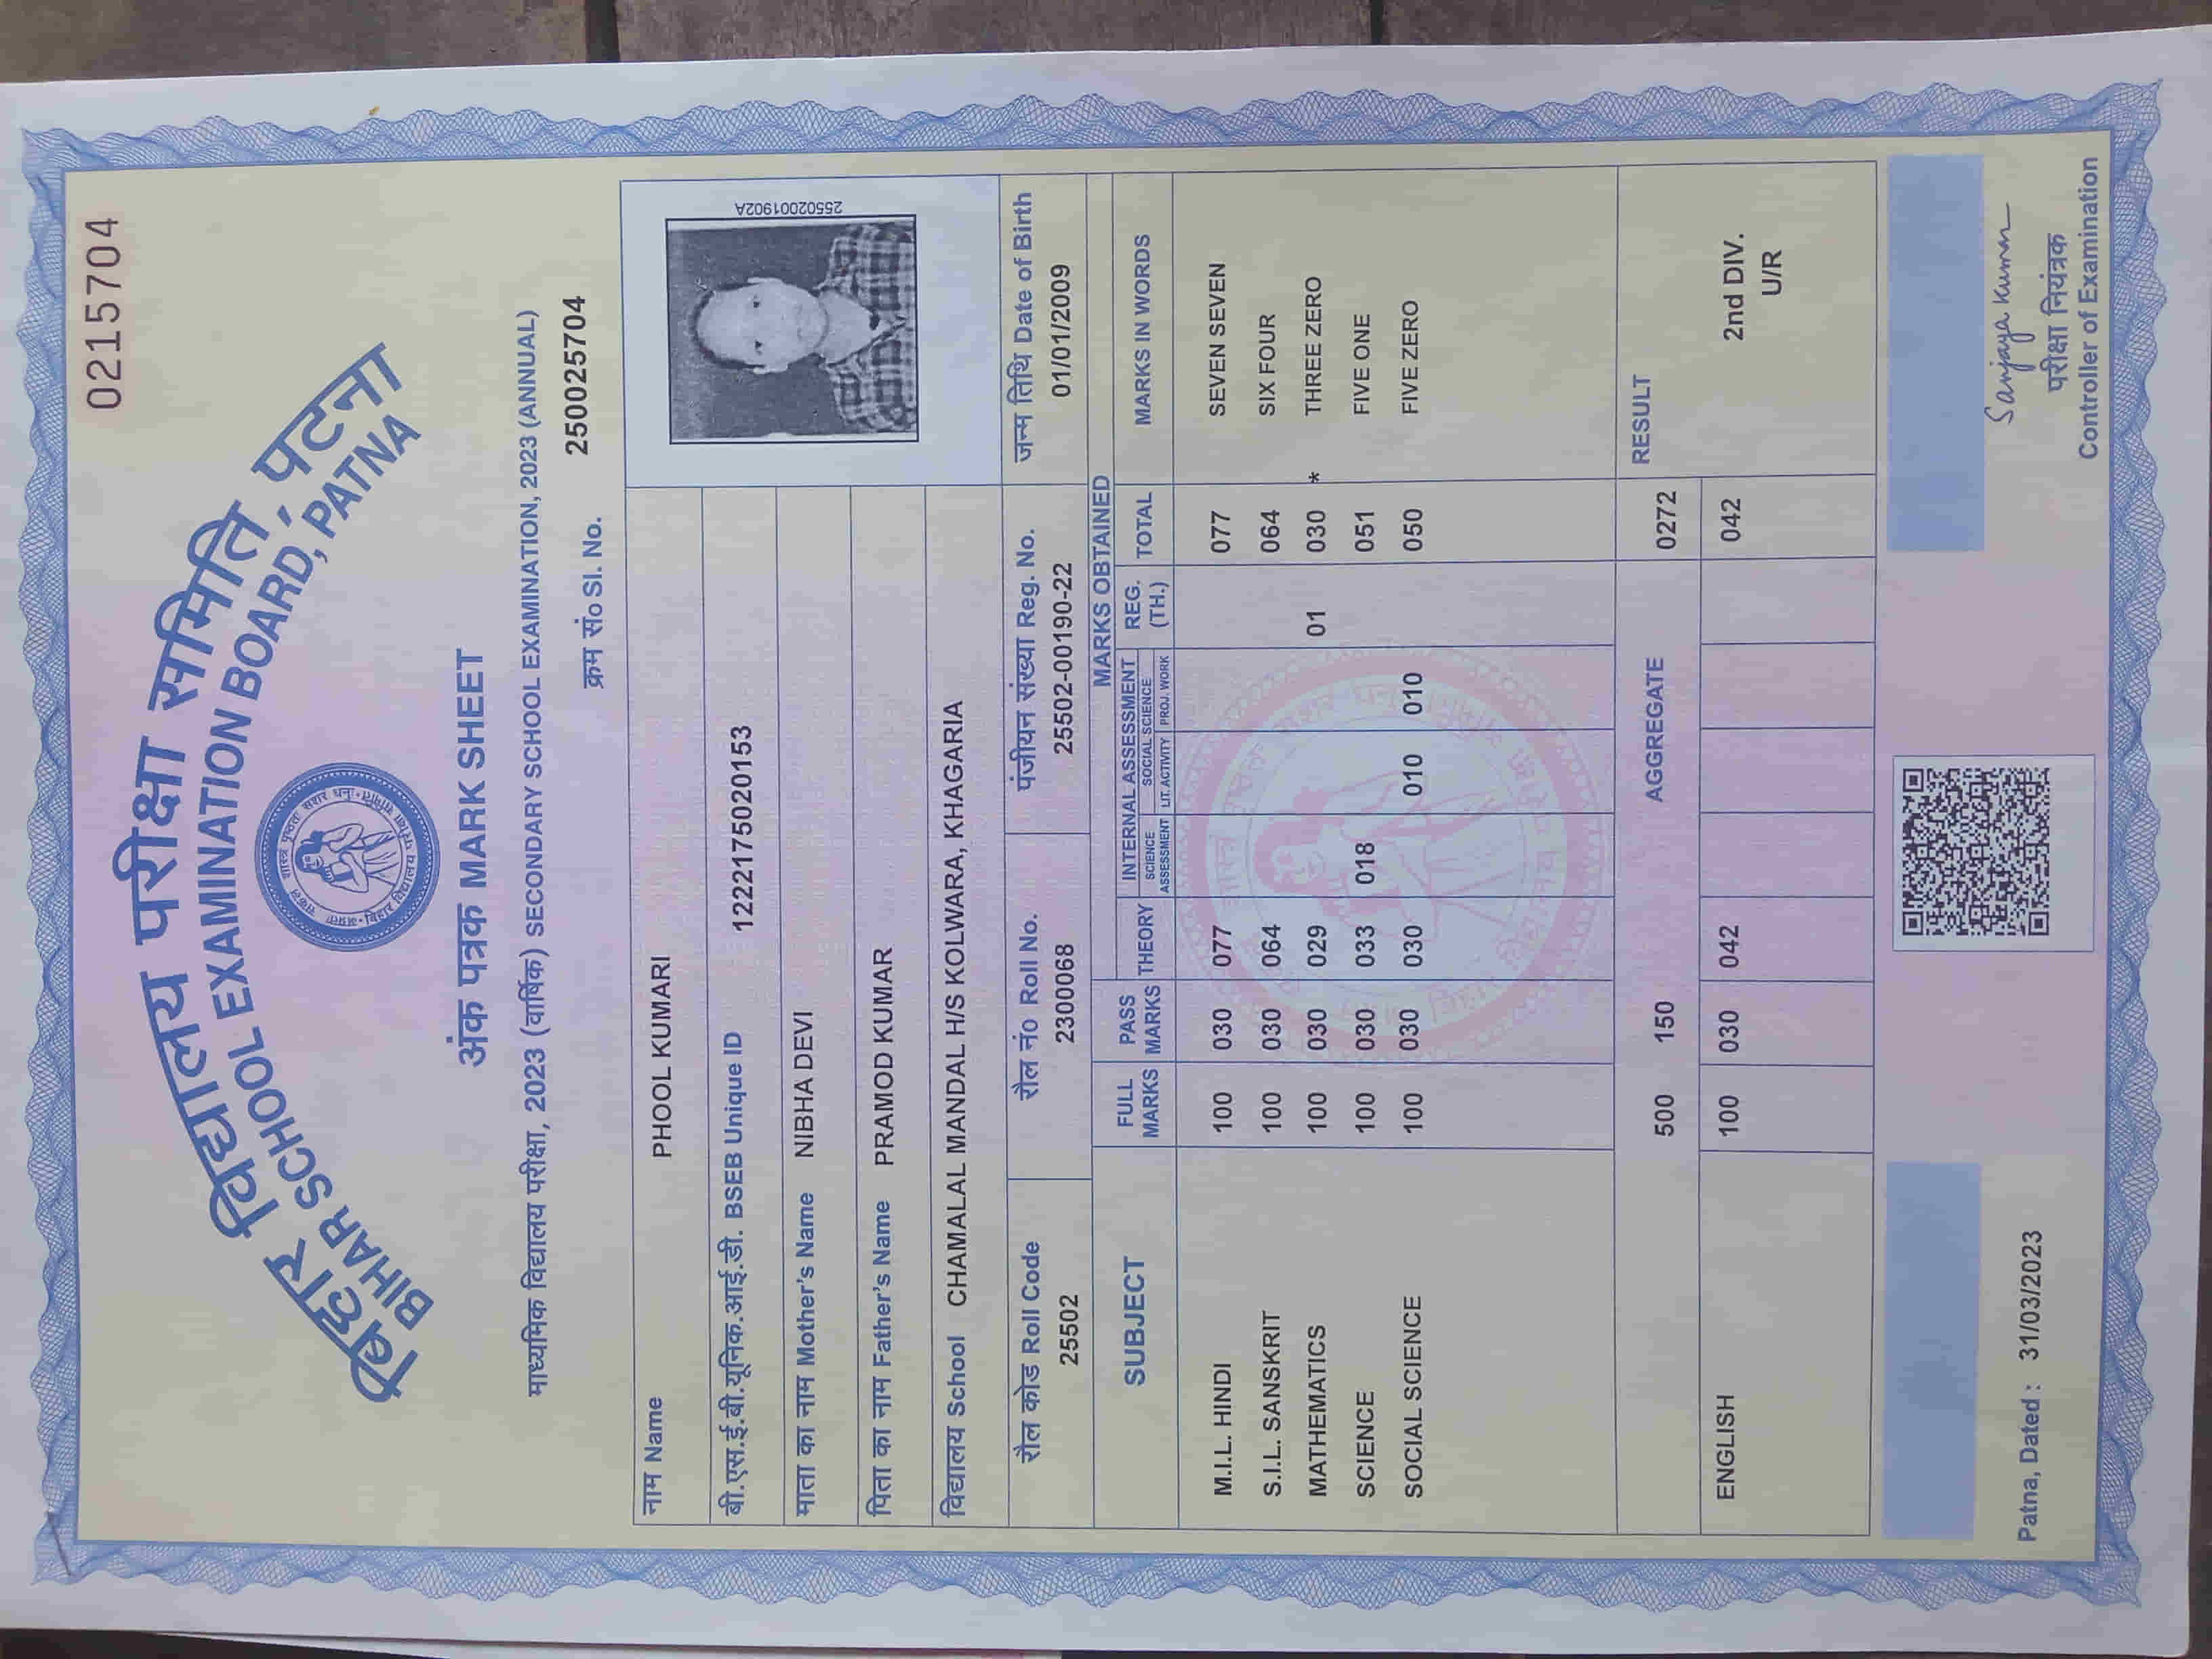 0215704
बिहार विद्यालय परीक्षा समिति, पटना
BIHAR SCHOOL EXAMINATION BOARD, PATNA
अंक पत्रक MARK SHEET
माध्यमिक विद्यालय परीक्षा, 2023 (वार्षिक) SECONDARY SCHOOL EXAMINATION, 2023 (ANNUAL)
क्रम सं० Sl. No. 250025704
नाम Name PHOOL KUMARI
बी.एस.ई.बी.यूनिक.आई.डी. BSEB Unique ID 1222175020153
माता का नाम Mother's Name NIBHA DEVI
पिता का नाम Father's Name PRAMOD KUMAR
विद्यालय School CHAMALAL MANDAL H/S KOLWARA, KHAGARIA
25502001902A
रौल कोड Roll Code रौल नं० Roll No. पंजीयन संख्या Reg. No. जन्म तिथि Date of Birth
25502 2300068 25502-00190-22 01/01/2009
MARKS OBTAINED
SUBJECT FULL MARKS PASS MARKS THEORY INTERNAL ASSESSMENT SCIENCE ASSESSMENT SOCIAL SCIENCE LIT. ACTIVITY PROJ. WORK REG. (TH.) TOTAL MARKS IN WORDS
M.I.L. HINDI 100 030 077 077 SEVEN SEVEN
S.I.L. SANSKRIT 100 030 064 064 SIX FOUR
MATHEMATICS 100 030 029 01 030 * THREE ZERO
SCIENCE 100 030 033 018 051 FIVE ONE
SOCIAL SCIENCE 100 030 030 010 010 050 FIVE ZERO
500 150 AGGREGATE 0272 RESULT
ENGLISH 100 030 042 042 2nd DIV.
U/R
Patna, Dated : 31/03/2023
Sanjaya Kumar
परीक्षा नियंत्रक
Controller of Examination